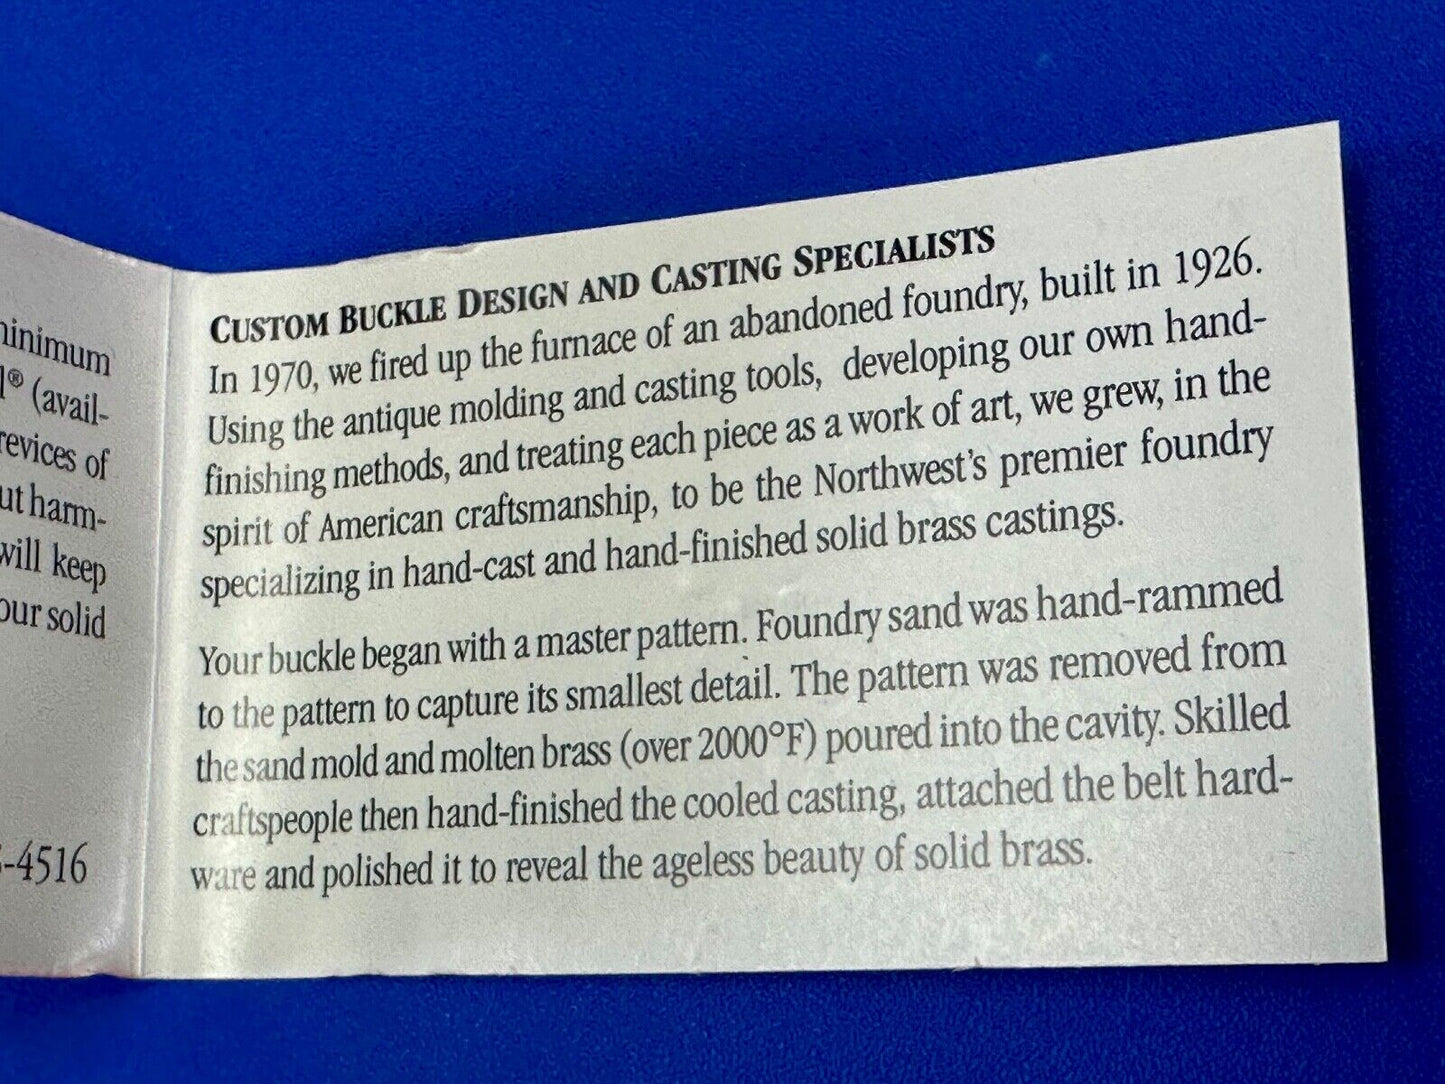 inimum
® (avail-
revices of
ut harm-
will keep
our solid
-4516
CUSTOM BUCKLE DESIGN AND CASTING SPECIALISTS
In 1970, we fired up the furnace of an abandoned foundry, built in 1926.
Using the antique molding and casting tools, developing our own hand-
finishing methods, and treating each piece as a work of art, we grew, in the
spirit of American craftsmanship, to be the Northwest's premier foundry
specializing in hand-cast and hand-finished solid brass castings.
Your buckle began with a master pattern. Foundry sand was hand-rammed
to the pattern to capture its smallest detail. The pattern was removed from
the sand mold and molten brass (over 2000°F) poured into the cavity. Skilled
craftspeople then hand-finished the cooled casting, attached the belt hard-
ware and polished it to reveal the ageless beauty of solid brass.